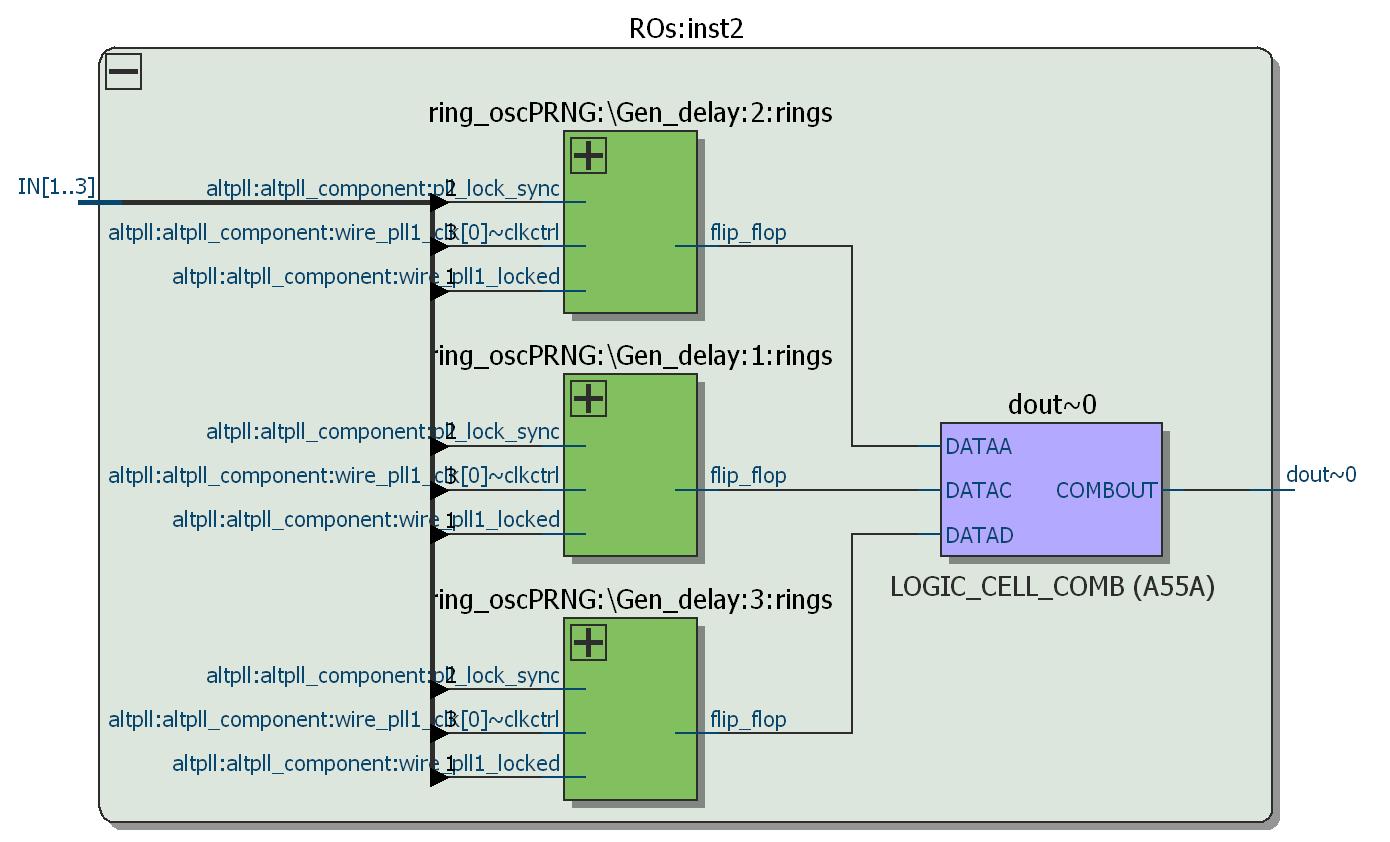 ROs:inst2
ring_oscPRNG:\Gen_delay:2:rings
IN[1..3]
altpll:altpll_component:pll_lock_sync
2
altpll:altpll_component:wire_pll1_clk[0]~clkctrl
3
flip_flop
altpll:altpll_component:wire_pll1_locked
1
ring_oscPRNG:\Gen_delay:1:rings
altpll:altpll_component:pll_lock_sync
2
altpll:altpll_component:wire_pll1_clk[0]~clkctrl
3
flip_flop
altpll:altpll_component:wire_pll1_locked
1
dout~0
DATAA
DATAC
COMBOUT
DATAD
dout~0
LOGIC_CELL_COMB (A55A)
ring_oscPRNG:\Gen_delay:3:rings
altpll:altpll_component:pll_lock_sync
2
altpll:altpll_component:wire_pll1_clk[0]~clkctrl
3
flip_flop
altpll:altpll_component:wire_pll1_locked
1